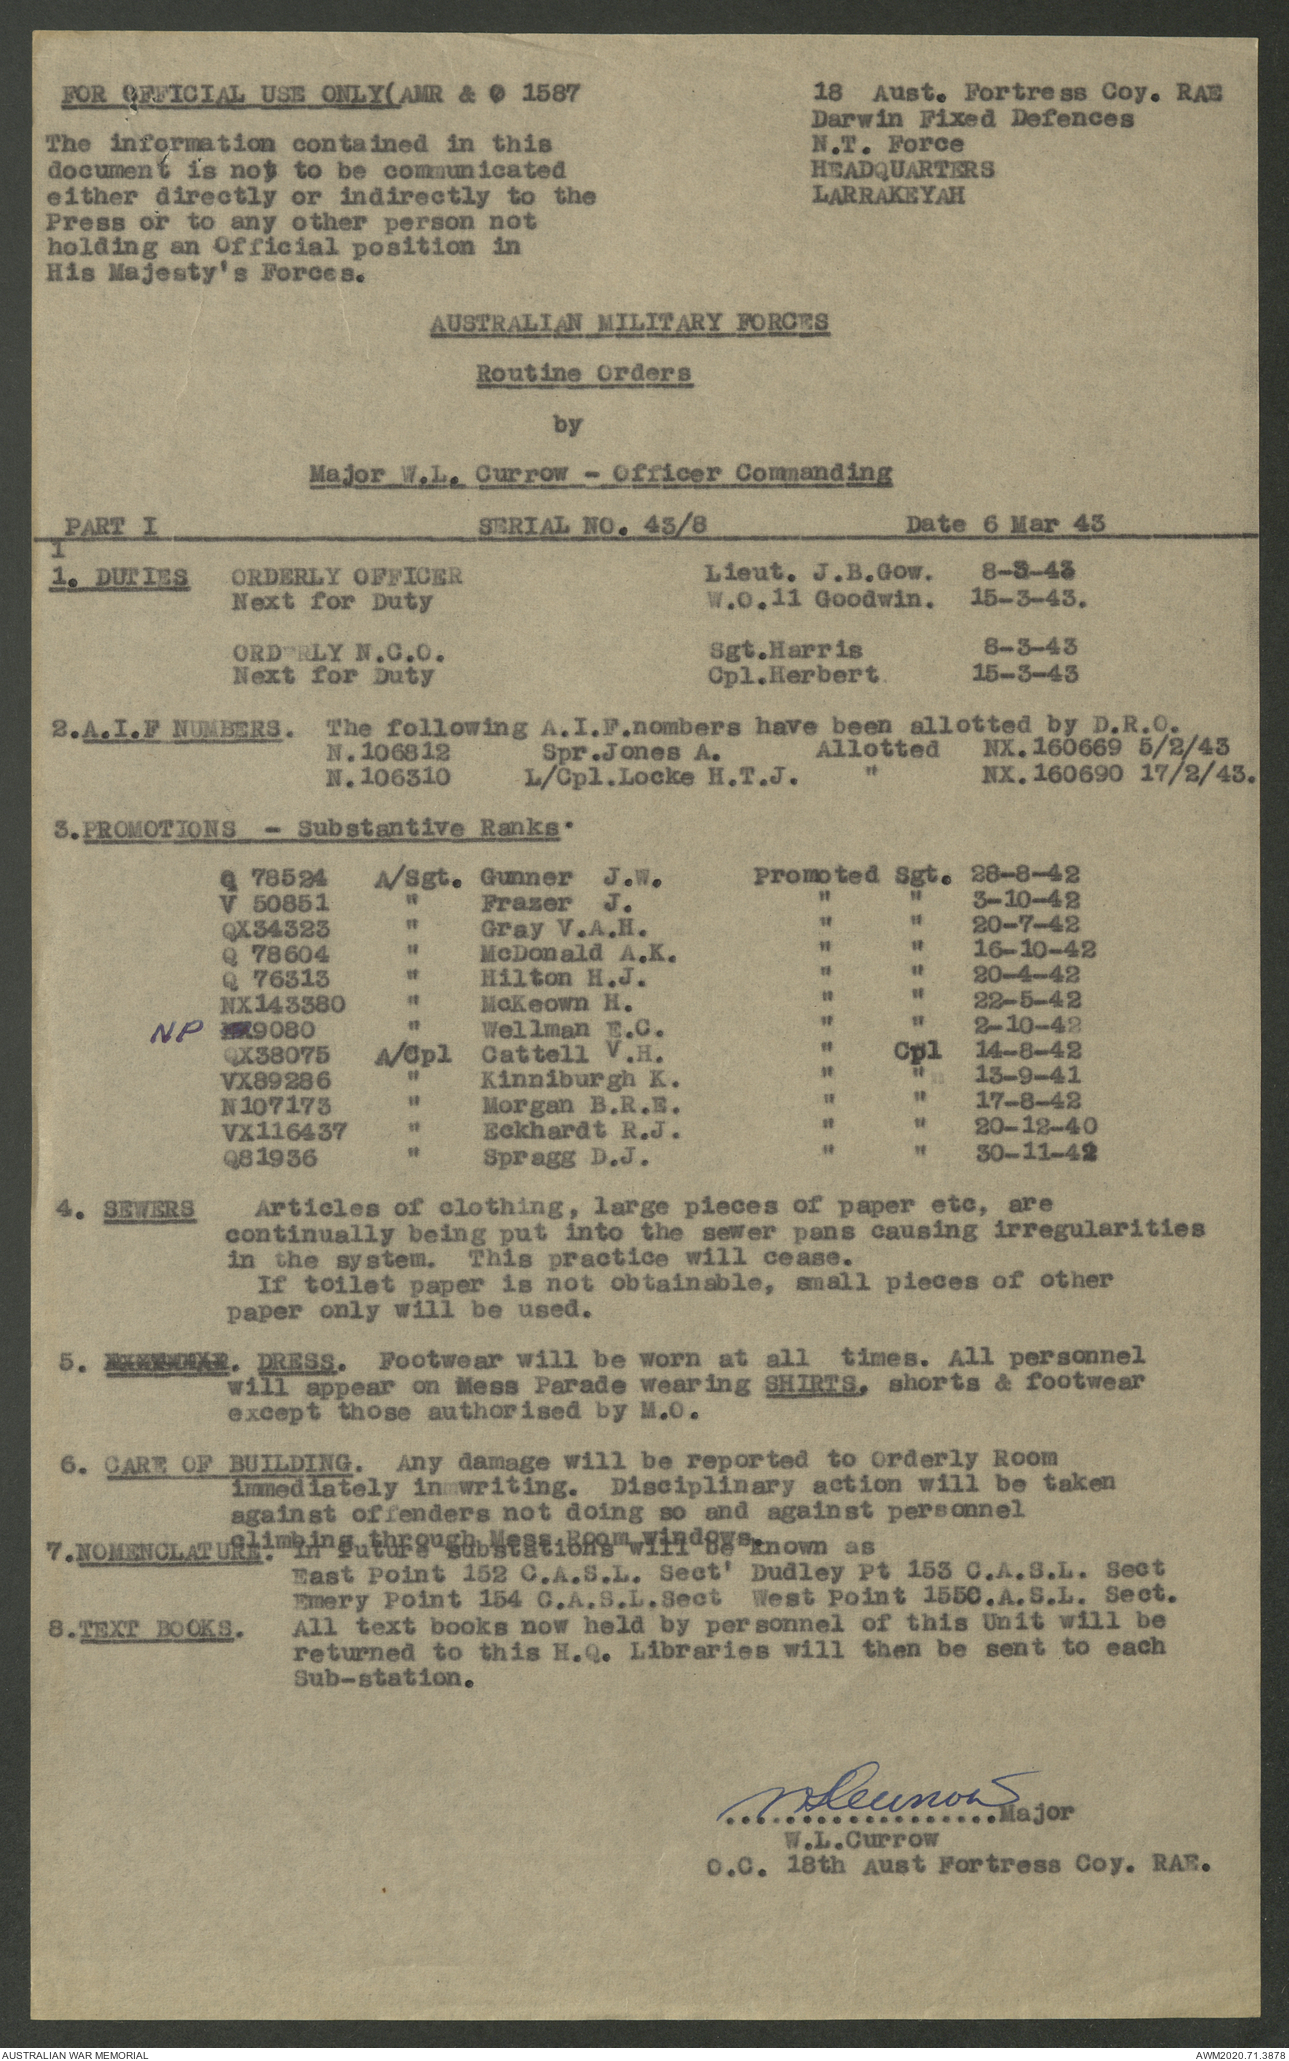 FOR OFFICIAL USE ONLY(AMR & O 1587
18 Aust. Fortress Coy. RAE
Darwin Fixed Defences
N.T. Force
HEADQUARTERS
LARRAKEYAH
The information contained in this
document is not to be communicated
either directly or indirectly to the
Press or to any other person not
holding an Official position in
His Majesty's Forces.
AUSTRALIAN MILITARY FORCES
Routine Orders
by
Major W.L. Currow - Officer Commanding
PART I SERIAL NO. 43/8 Date 6 Mar 43
I
1. DUTIES ORDERLY OFFICER Lieut. J.B.Gow. 8-3-43
Next for Duty W.O.11 Goodwin. 15-3-43.
ORDERLY N.C.O. Sgt.Harris 8-3-43
Next for Duty Cpl.Herbert. 15-3-43
2.A.I.F NUMBERS. The following A.I.F.nombers have been allotted by D.R.O.
N.106812 Spr.Jones A. Allotted NX.160669 5/2/43
N.106310 L/Cpl.Locke H.T.J. " NX.160690 17/2/43.
3.PROMOTIONS - Substantive Ranks.
Q 78524 A/Sgt. Gunner J.W. Promoted Sgt. 28-8-42
V 50851 " Frazer J. " " 3-10-42
QX34323 " Gray V.A.H. " " 20-7-42
Q 78604 " McDonald A.K. " " 16-10-42
Q 76313 " Hilton H.J. " " 20-4-42
NX143380 " McKeown H. " " 22-5-42
NP 9080 " Wellman E.C. " " 2-10-42
QX38075 A/Cpl Cattell V.H. " Cpl 14-8-42
VX89286 " Kinniburgh K. " " 13-9-41
N107173 " Morgan B.R.E. " " 17-8-42
VX116437 " Eckhardt R.J. " " 20-12-40
Q81936 " Spragg D.J. " " 30-11-42
4. SEWERS Articles of clothing, large pieces of paper etc, are
continually being put into the sewer pans causing irregularities
in the system. This practice will cease.
If toilet paper is not obtainable, small pieces of other
paper only will be used.
5. DRESS. Footwear will be worn at all times. All personnel
will appear on Mess Parade wearing SHIRTS, shorts & footwear
except those authorised by M.O.
6. CARE OF BUILDING. Any damage will be reported to Orderly Room
immediately in writing. Disciplinary action will be taken
against offenders not doing so and against personnel
climbing through Mess Room windows.
7.NOMENCLATURE. In future substations will be known as
East Point 152 C.A.S.L. Sect' Dudley Pt 153 C.A.S.L. Sect
Emery Point 154 C.A.S.L.Sect West Point 155C.A.S.L. Sect.
8.TEXT BOOKS. All text books now held by personnel of this Unit will be
returned to this H.Q. Libraries will then be sent to each
Sub-station.
WLCurrow
..................Major
W.L.Currow
O.C. 18th Aust Fortress Coy. RAE.
AUSTRALIAN WAR MEMORIAL
AWM2020.71.3878